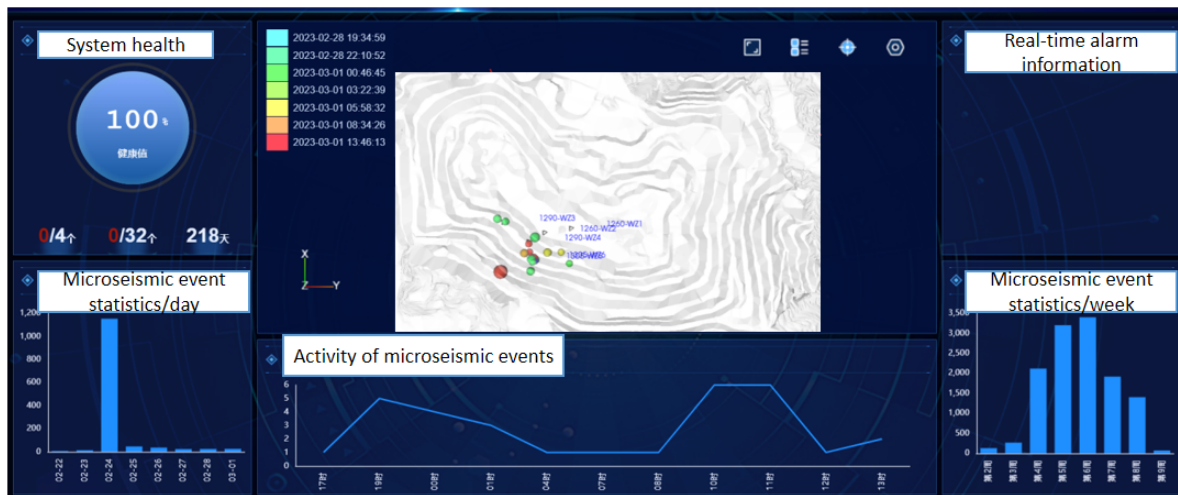 System health
100%
健康值
0/4个
0/32个
218天
2023-02-28 19:34:59
2023-02-28 22:10:52
2023-03-01 00:46:45
2023-03-01 03:22:39
2023-03-01 05:58:32
2023-03-01 08:34:26
2023-03-01 13:46:13
1290-WZ3
1260-WZ1
1260-WZ2
1290-WZ4
X
Z
Y
Real-time alarm
information
Microseismic event
statistics/day
1,200
1,000
800
600
400
200
0
02-22
02-23
02-24
02-25
02-26
02-27
02-28
03-01
Activity of microseismic events
6
5
4
3
2
1
0
17时
19时
00时
01时
04时
07时
08时
10时
11时
12时
13时
Microseismic event
statistics/week
3,500
3,000
2,500
2,000
1,500
1,000
500
0
第2周
第3周
第4周
第5周
第6周
第7周
第8周
第9周